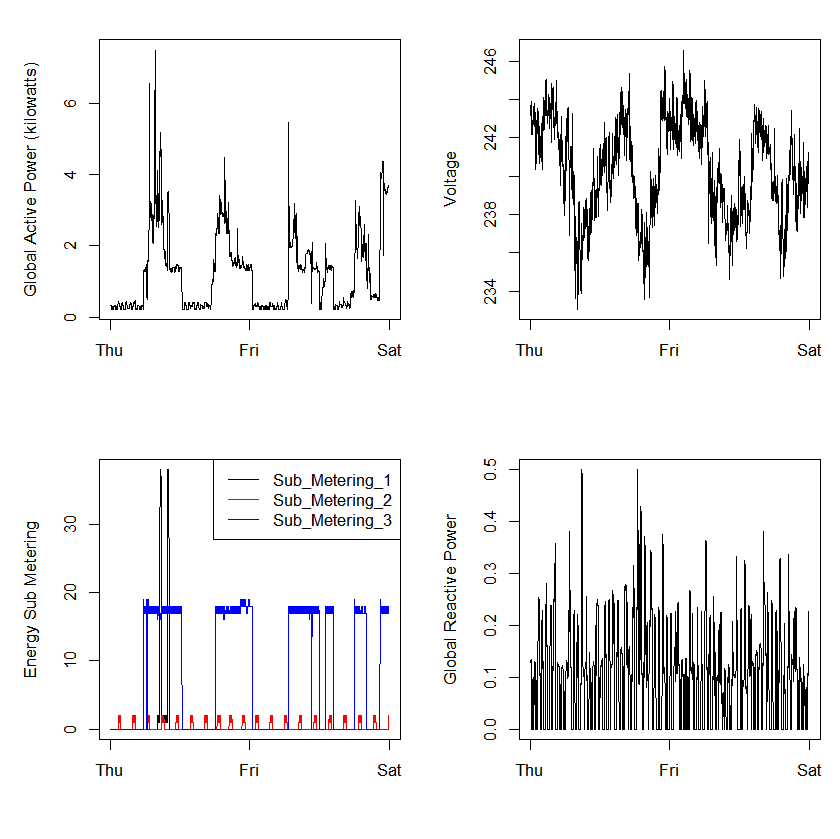 Global Active Power (kilowatts)
0 2 4 6
Thu Fri Sat
Voltage
234 238 242 246
Thu Fri Sat
Energy Sub Metering
0 10 20 30
Sub_Metering_1
Sub_Metering_2
Sub_Metering_3
Thu Fri Sat
Global Reactive Power
0.0 0.1 0.2 0.3 0.4 0.5
Thu Fri Sat